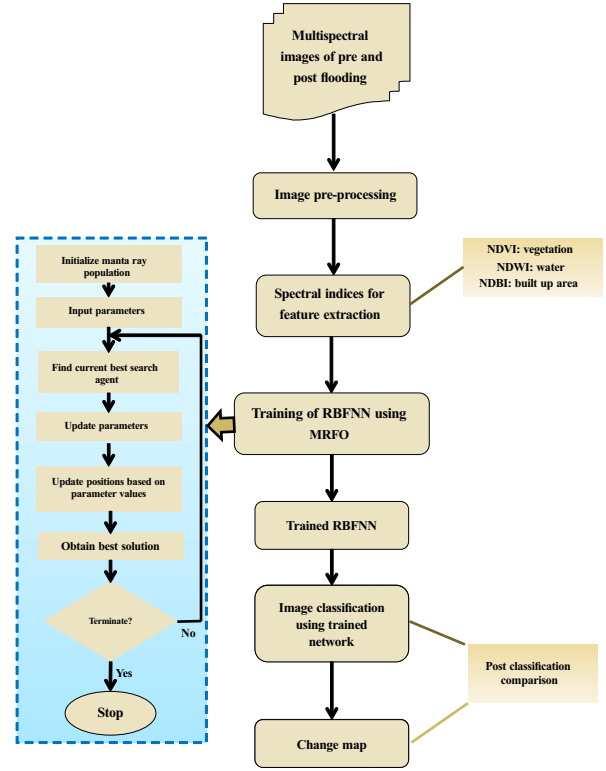 Multispectral
images of pre and
post flooding
Image pre-processing
Spectral indices for
feature extraction
NDVI: vegetation
NDWI: water
NDBI: built up area
Training of RBFNN using
MRFO
Trained RBFNN
Image classification
using trained
network
Post classification
comparison
Change map
Initialize manta ray
population
Input parameters
Find current best search
agent
Update parameters
Update positions based on
parameter values
Obtain best solution
Terminate?
No
Yes
Stop